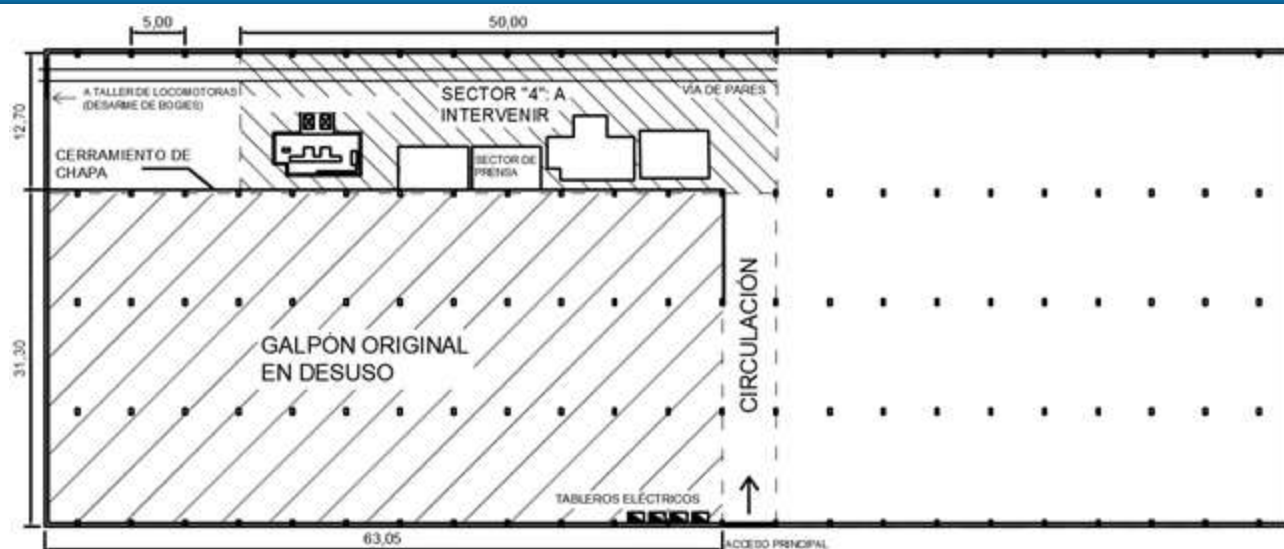 5,00
50,00
A TALLER DE LOCOMOTORAS
(DESARME DE BOGIES)
SECTOR "4": A
INTERVENIR
VÍA DE PARES
12,70
CERRAMIENTO DE
CHAPA
SECTOR DE
PRENSA
GALPÓN ORIGINAL
EN DESUSO
CIRCULACIÓN
31,30
TABLEROS ELÉCTRICOS
63,05
ACCESO PRINCIPAL